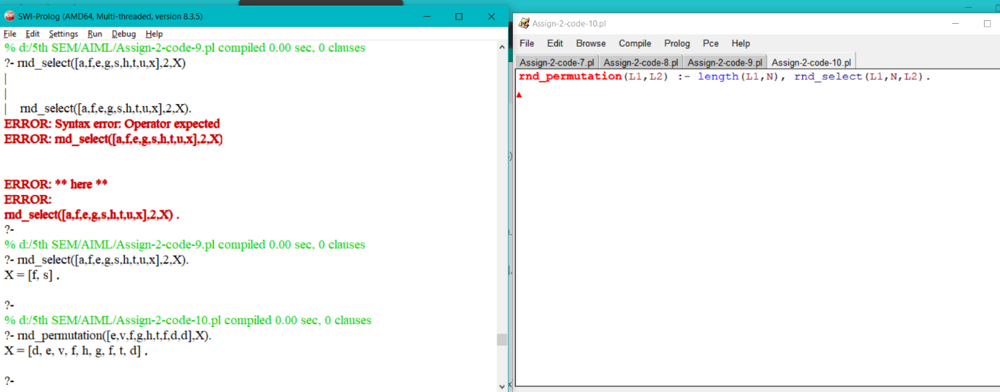 SWI-Prolog (AMD64, Multi-threaded, version 8.3.5)
File Edit Settings Run Debug Help
% d:/5th SEM/AIML/Assign-2-code-9.pl compiled 0.00 sec, 0 clauses
?- rnd_select([a,f,e,g,s,h,t,u,x],2,X)
|
|
| rnd_select([a,f,e,g,s,h,t,u,x],2,X).
ERROR: Syntax error: Operator expected
ERROR: rnd_select([a,f,e,g,s,h,t,u,x],2,X)
ERROR: ** here **
ERROR:
rnd_select([a,f,e,g,s,h,t,u,x],2,X) .
?-
% d:/5th SEM/AIML/Assign-2-code-9.pl compiled 0.00 sec, 0 clauses
?- rnd_select([a,f,e,g,s,h,t,u,x],2,X).
X = [f, s] .
?-
% d:/5th SEM/AIML/Assign-2-code-10.pl compiled 0.00 sec, 0 clauses
?- rnd_permutation([e,v,f,g,h,t,f,d,d],X).
X = [d, e, v, f, h, g, f, t, d] .
?-
Assign-2-code-10.pl
File Edit Browse Compile Prolog Pce Help
Assign-2-code-7.pl Assign-2-code-8.pl Assign-2-code-9.pl Assign-2-code-10.pl
rnd_permutation(L1,L2) :- length(L1,N), rnd_select(L1,N,L2).